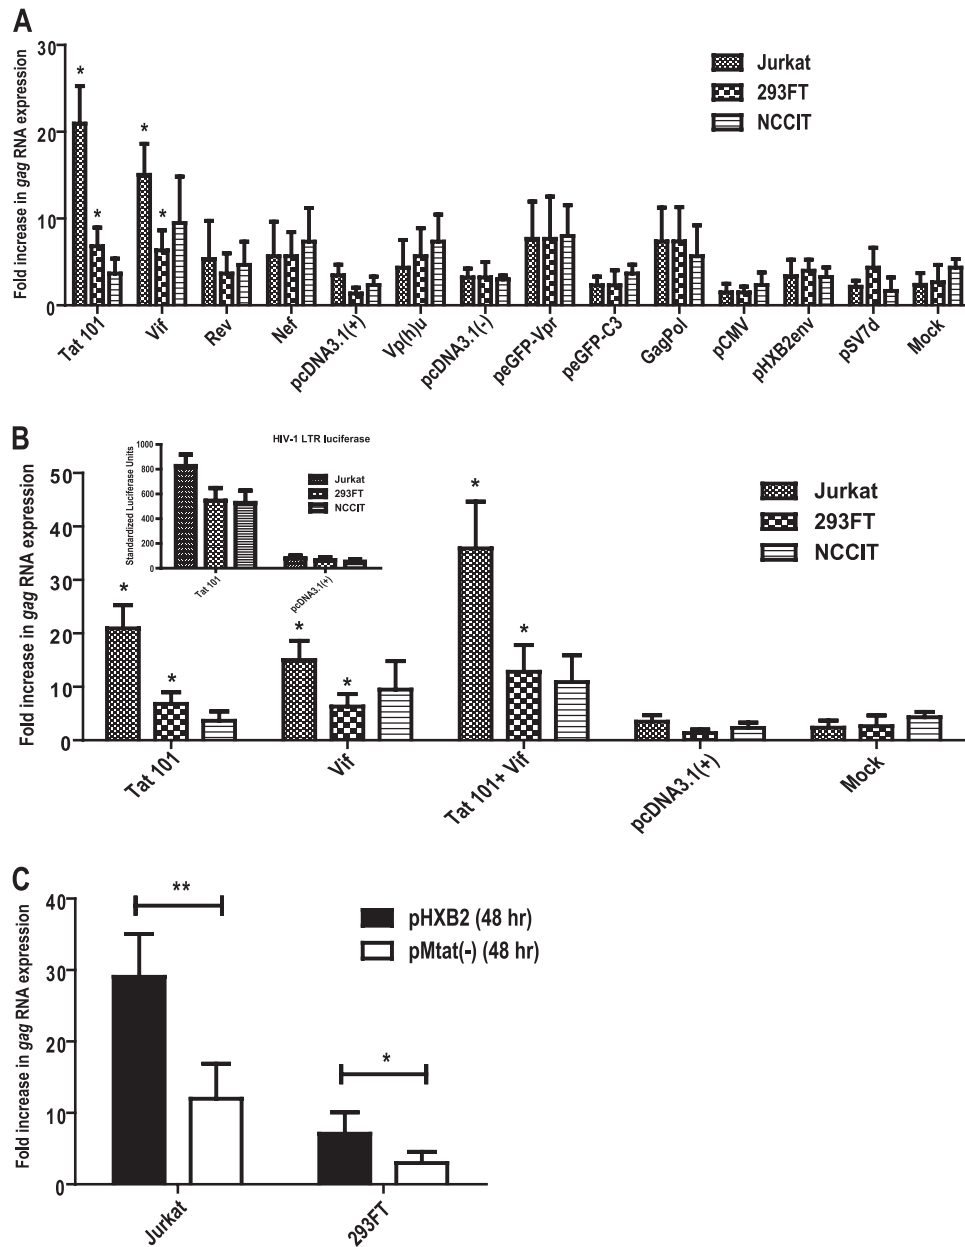 A
Fold increase in gag RNA expression
30
20
10
0
Jurkat
293FT
NCCIT
*
*
*
*
Tat 101
Vif
Rev
Nef
pcDNA3.1(+)
Vp(h)u
pcDNA3.1(-)
peGFP-Vpr
peGFP-C3
GagPol
pCMV
pHXB2env
pSV7d
Mock
B
Fold increase in gag RNA expression
50
40
30
20
10
0
HIV-1 LTR luciferase
Standardized Luciferase Units
1000
800
600
400
200
0
Jurkat
293FT
NCCIT
Tat 101
pcDNA3.1(+)
Jurkat
293FT
NCCIT
*
*
*
*
*
*
Tat 101
Vif
Tat 101+ Vif
pcDNA3.1(+)
Mock
C
Fold increase in gag RNA expression
40
30
20
10
0
pHXB2 (48 hr)
pMtat(-) (48 hr)
**
*
Jurkat
293FT